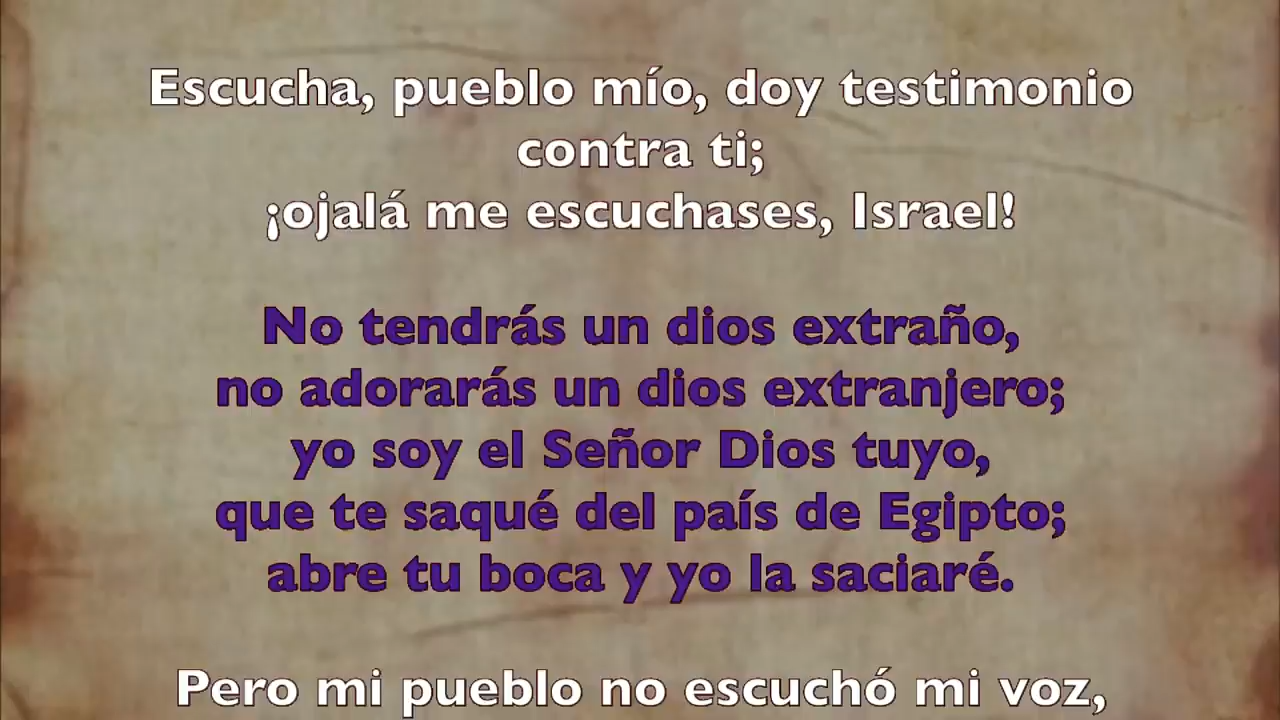 Escucha, pueblo mío, doy testimonio
contra ti;
¡ojalá me escuchases, Israel!
No tendrás un dios extraño,
no adorarás un dios extranjero;
yo soy el Señor Dios tuyo,
que te saqué del país de Egipto;
abre tu boca y yo la saciaré.
Pero mi pueblo no escuchó mi voz,